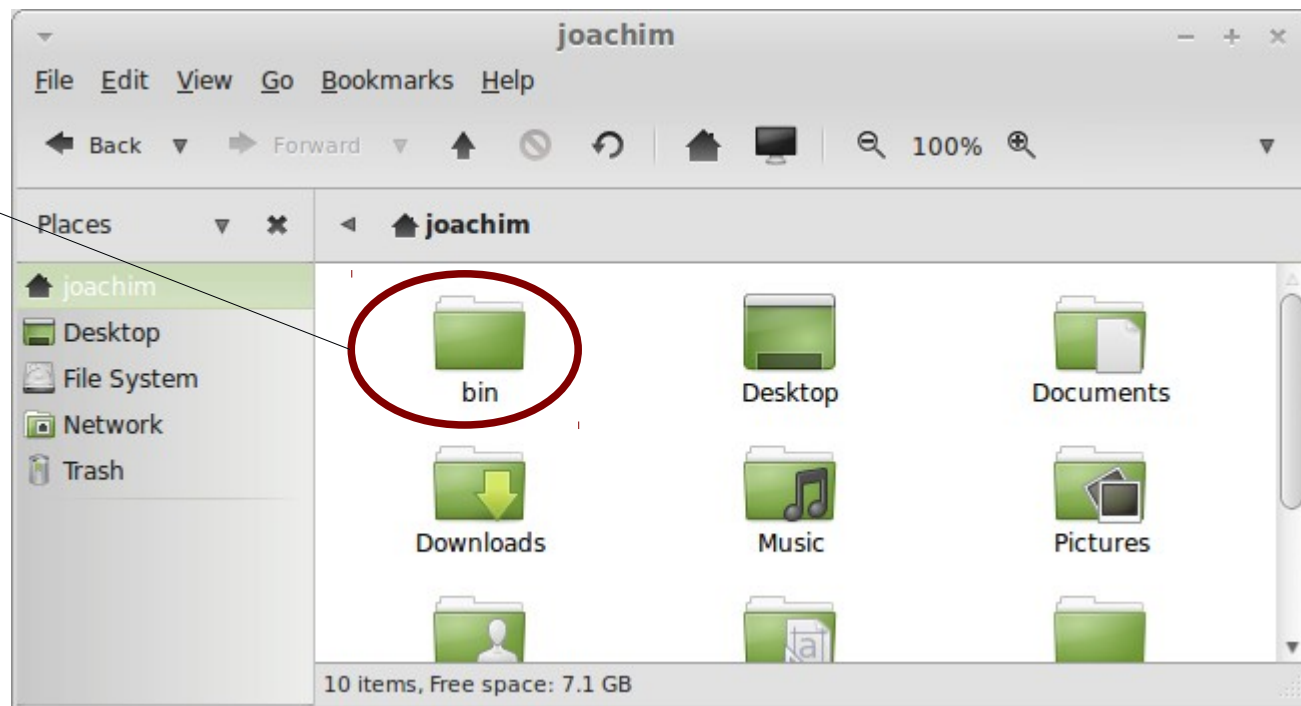 joachim
File Edit View Go Bookmarks Help
Back Forward 100%
Places joachim
joachim
Desktop
File System
Network
Trash
bin Desktop Documents
Downloads Music Pictures
a
10 items, Free space: 7.1 GB